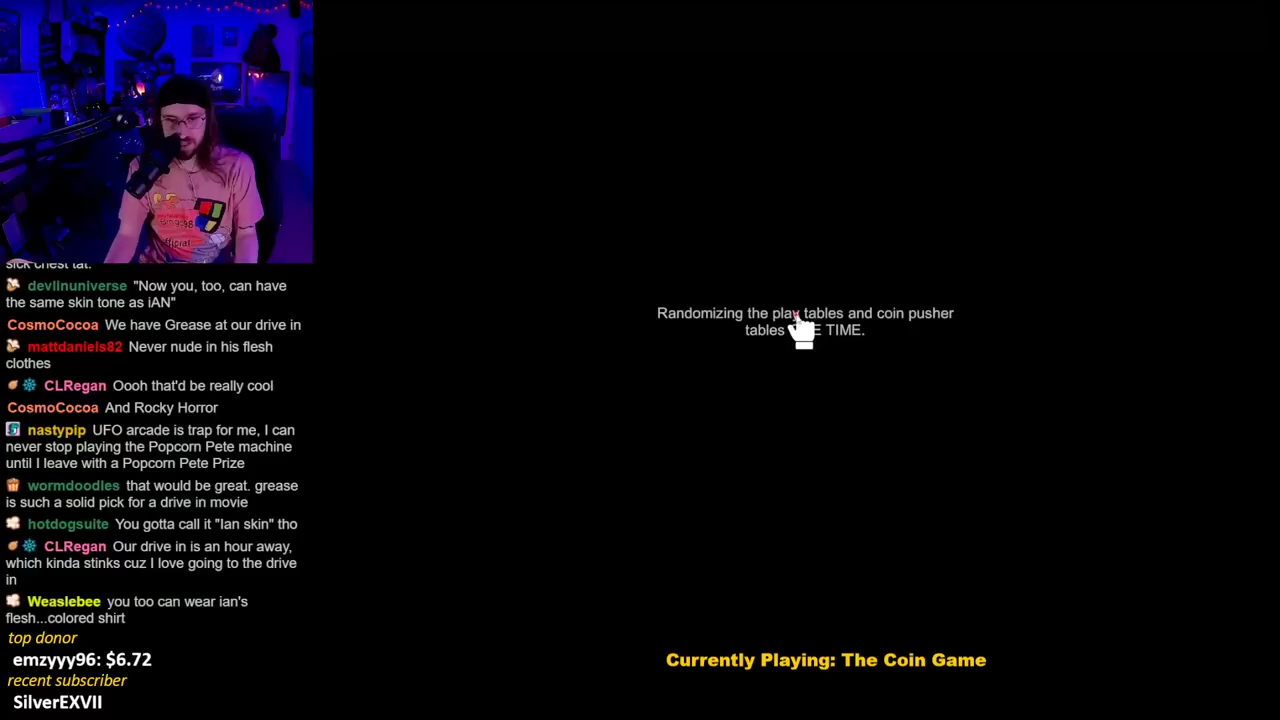 sick chest tat.
devlinuniverse "Now you, too, can have
the same skin tone as iAN"
CosmoCocoa We have Grease at our drive in
mattdaniels82 Never nude in his flesh
clothes
CLRegan Oooh that'd be really cool
CosmoCocoa And Rocky Horror
nastypip UFO arcade is trap for me, I can
never stop playing the Popcorn Pete machine
until I leave with a Popcorn Pete Prize
wormdoodles that would be great. grease
is such a solid pick for a drive in movie
hotdogsuite You gotta call it "Ian skin" tho
CLRegan Our drive in is an hour away,
which kinda stinks cuz I love going to the drive
in
Weaslebee you too can wear ian's
flesh...colored shirt
top donor
emzyyy96: $6.72
recent subscriber
SilverEXVII
Randomizing the play tables and coin pusher
tables TIME.
Currently Playing: The Coin Game